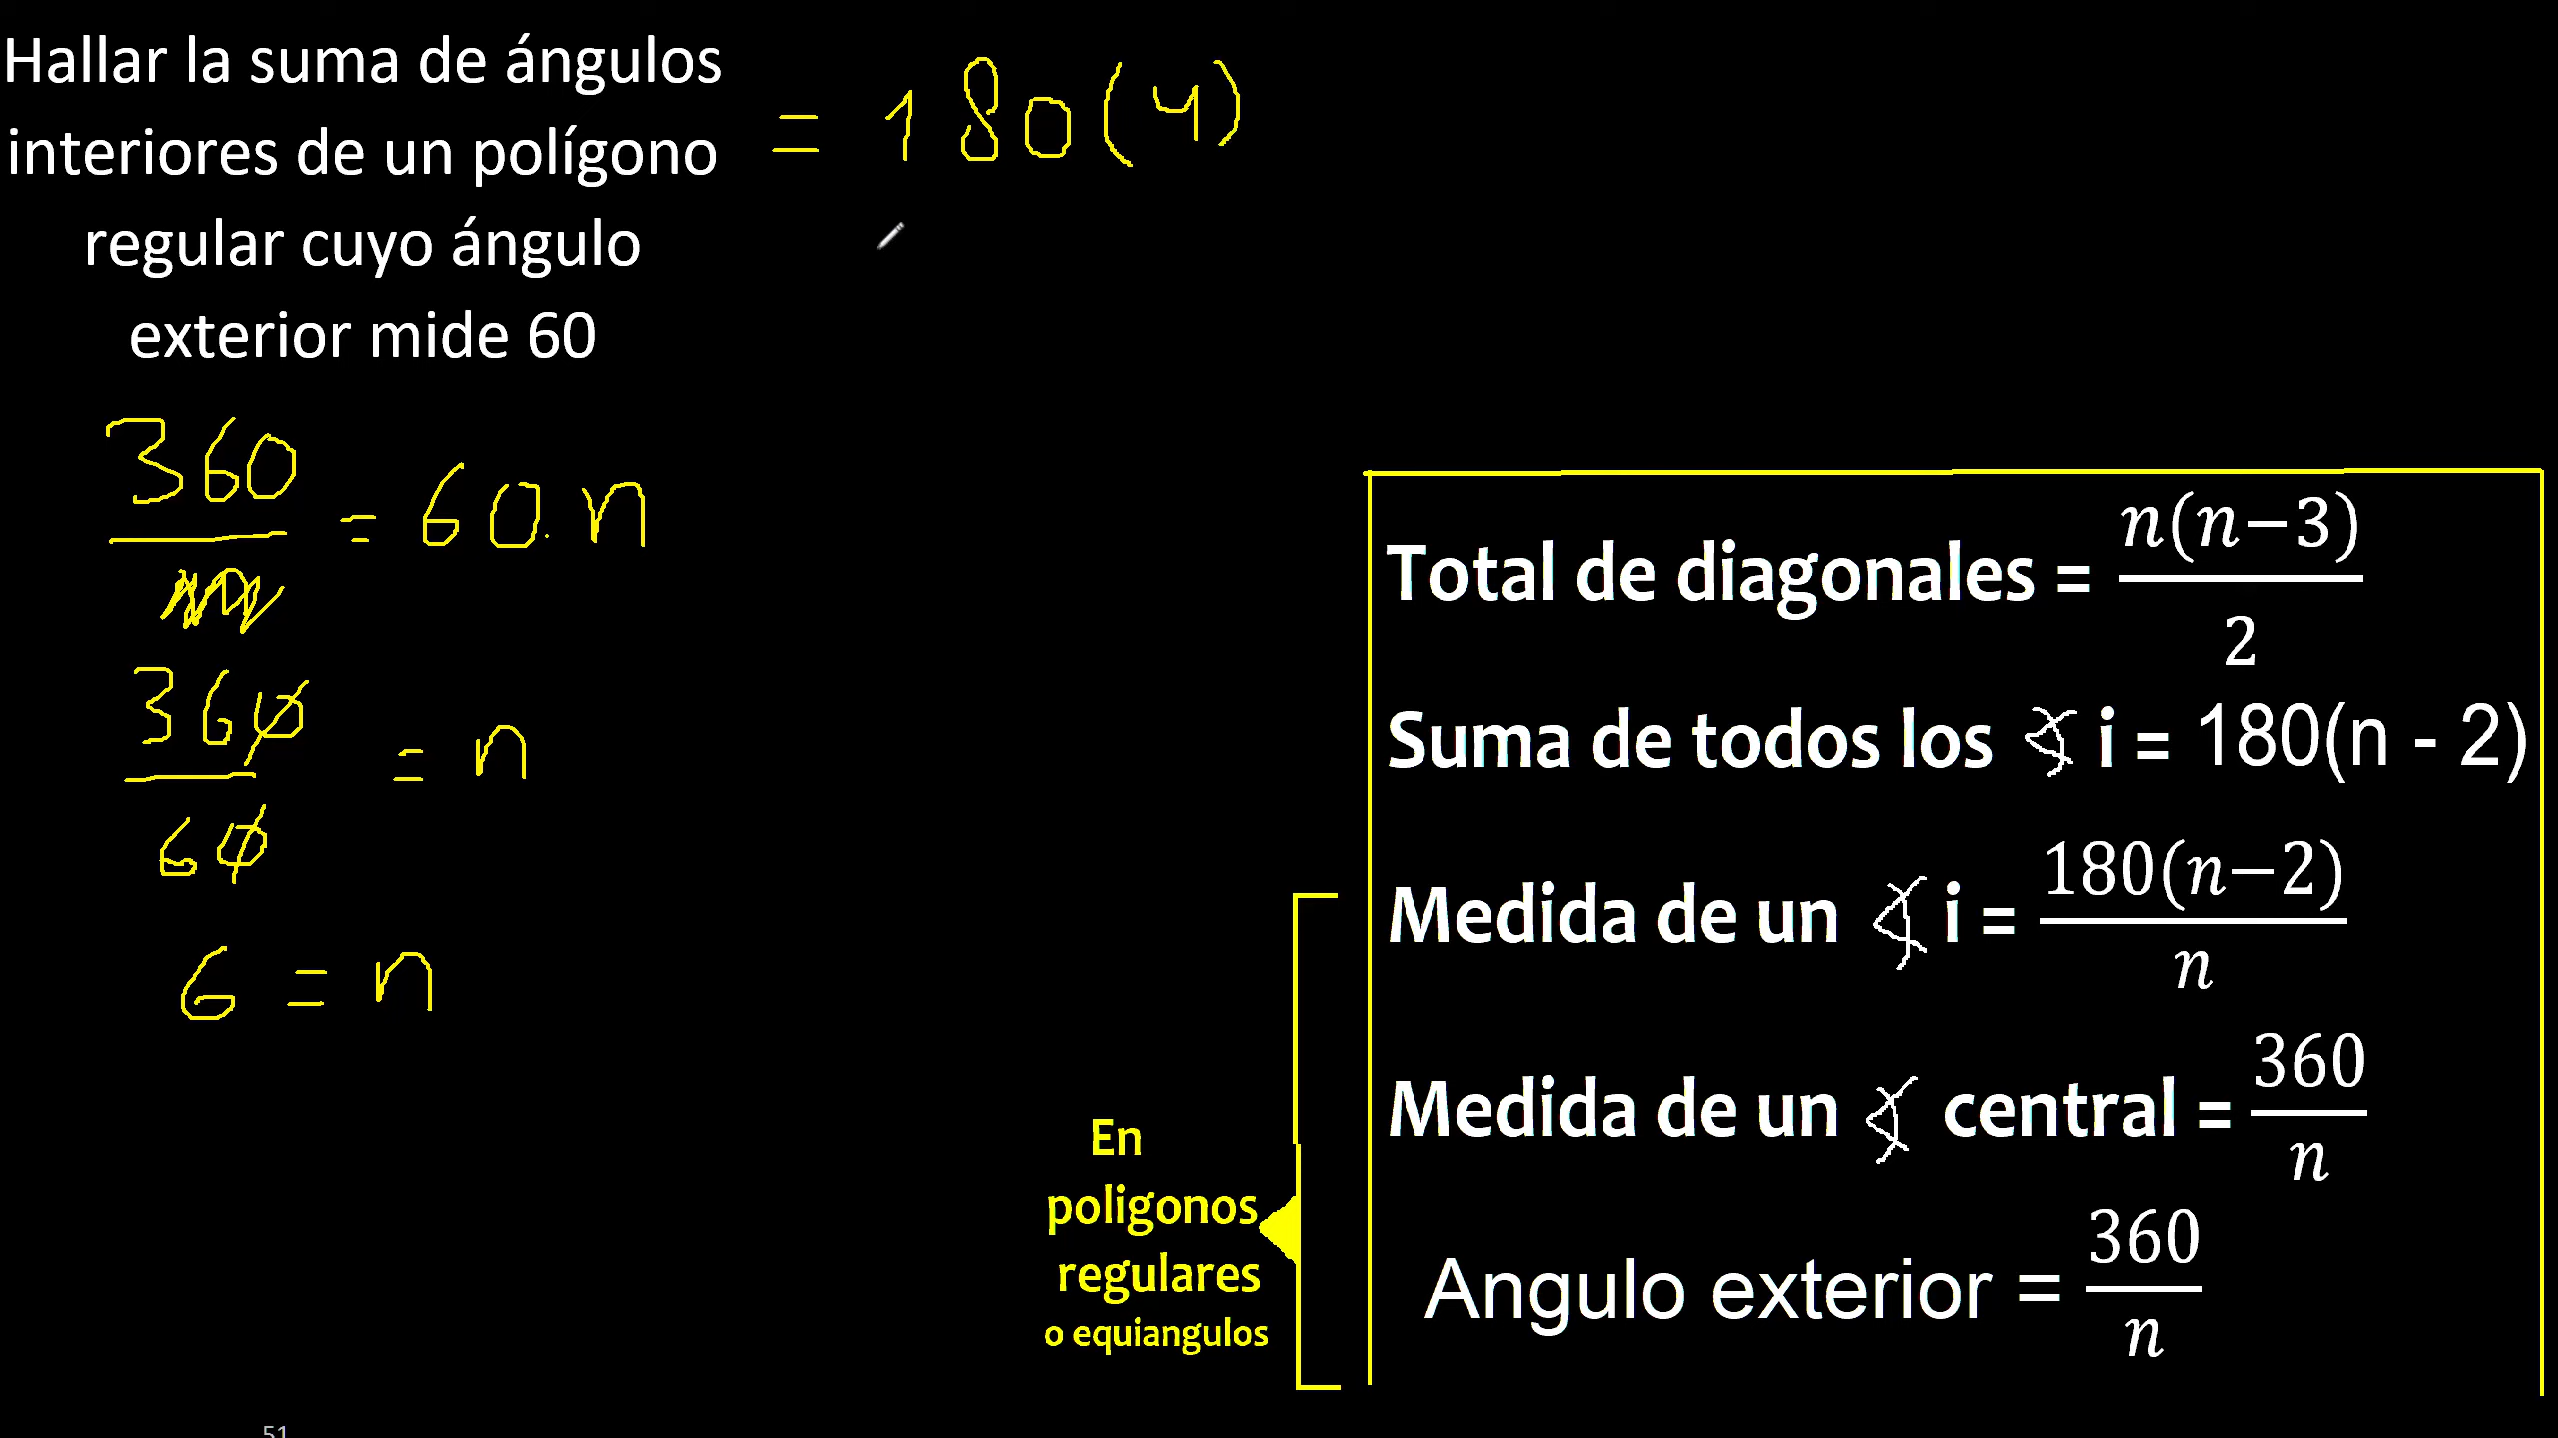 Hallar la suma de ángulos
interiores de un polígono
regular cuyo ángulo
exterior mide 60
= 180(4)
360 = 60.n
360/60 = n
6 = n
Total de diagonales = n(n−3)/2
Suma de todos los ∢ i = 180(n - 2)
Medida de un ∢ i = 180(n−2)/n
Medida de un ∢ central = 360/n
Angulo exterior = 360/n
En
poligonos
regulares
o equiangulos
51